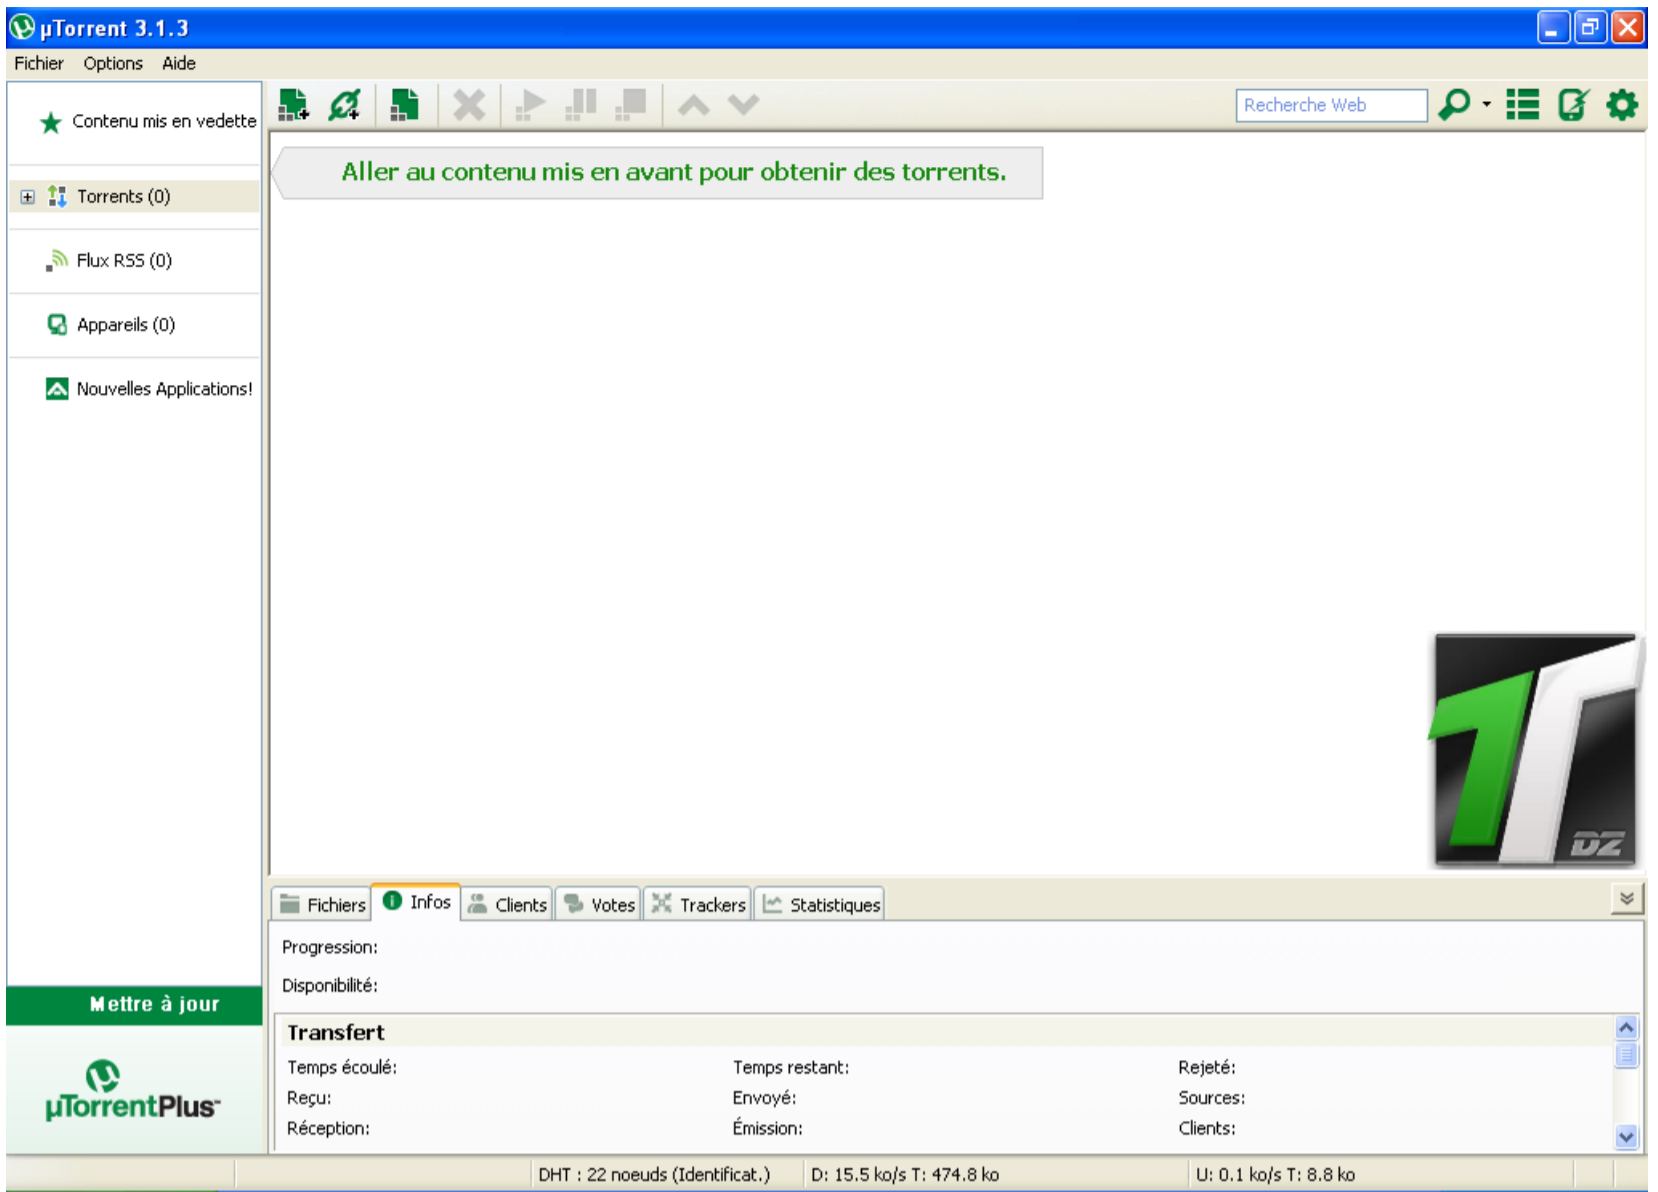 µTorrent 3.1.3
Fichier Options Aide
Recherche Web
Contenu mis en vedette
Aller au contenu mis en avant pour obtenir des torrents.
Torrents (0)
Flux RSS (0)
Appareils (0)
Nouvelles Applications!
DZ
Fichiers Infos Clients Votes Trackers Statistiques
Progression:
Disponibilité:
Mettre à jour
Transfert
Temps écoulé: Temps restant: Rejeté:
Reçu: Envoyé: Sources:
Réception: Émission: Clients:
µTorrentPlus
DHT : 22 noeuds (Identificat.) D: 15.5 ko/s T: 474.8 ko U: 0.1 ko/s T: 8.8 ko